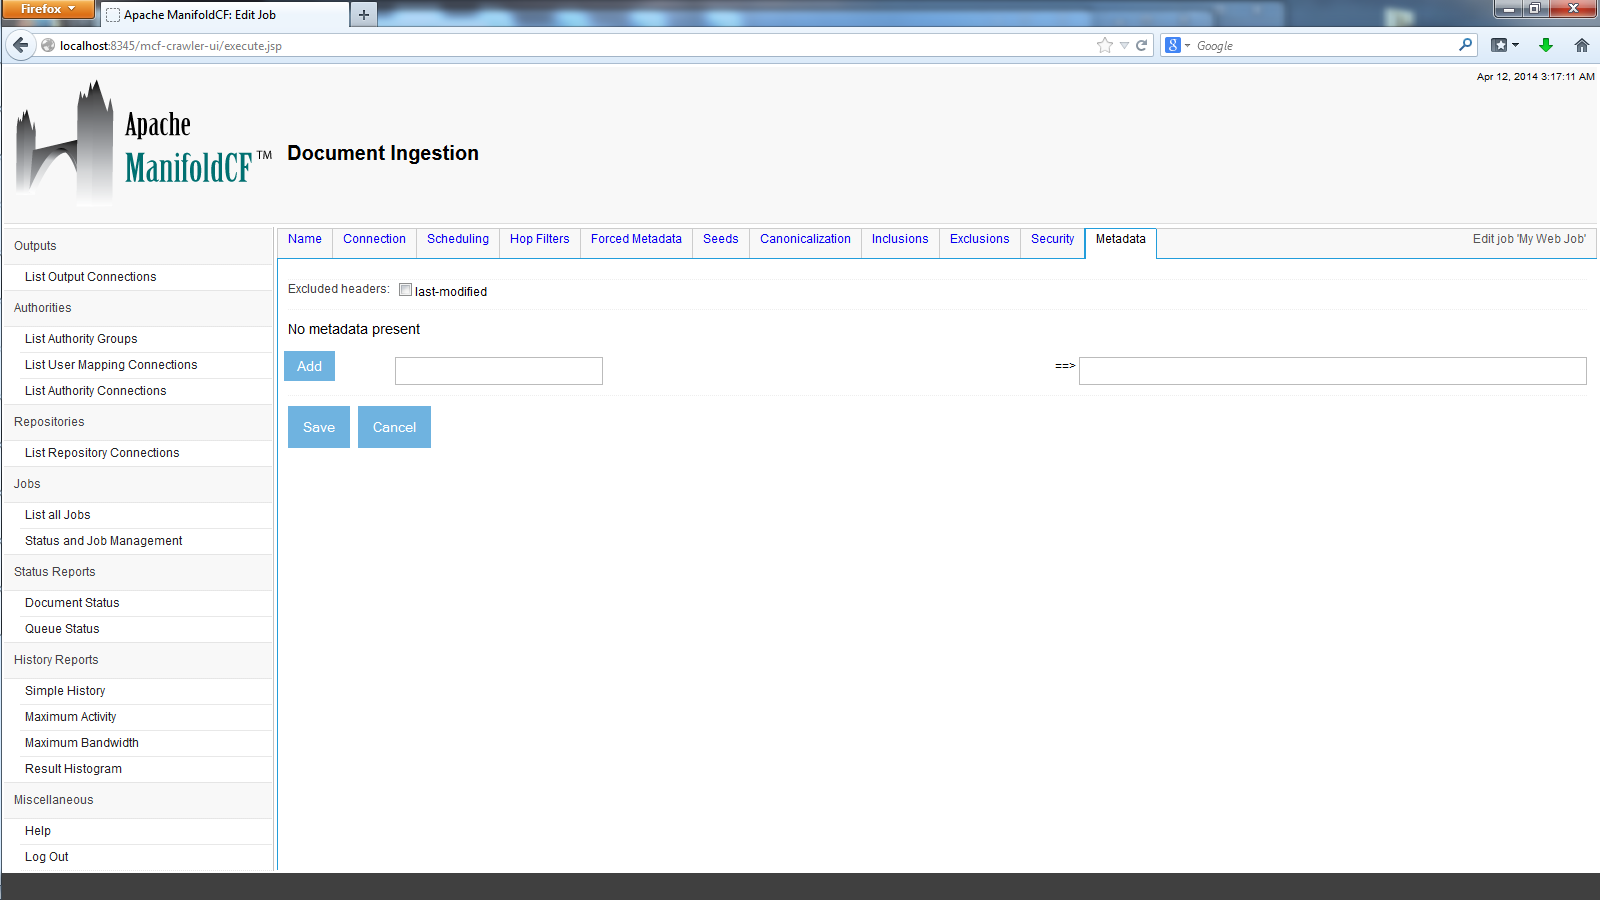 Firefox
Apache ManifoldCF: Edit Job
localhost:8345/mcf-crawler-ui/execute.jsp
Google
Apr 12, 2014 3:17:11 AM
Apache
ManifoldCF™
Document Ingestion
Outputs
List Output Connections
Authorities
List Authority Groups
List User Mapping Connections
List Authority Connections
Repositories
List Repository Connections
Jobs
List all Jobs
Status and Job Management
Status Reports
Document Status
Queue Status
History Reports
Simple History
Maximum Activity
Maximum Bandwidth
Result Histogram
Miscellaneous
Help
Log Out
Name Connection Scheduling Hop Filters Forced Metadata Seeds Canonicalization Inclusions Exclusions Security Metadata Edit job 'My Web Job'
Excluded headers: last-modified
No metadata present
Add ==>
Save Cancel